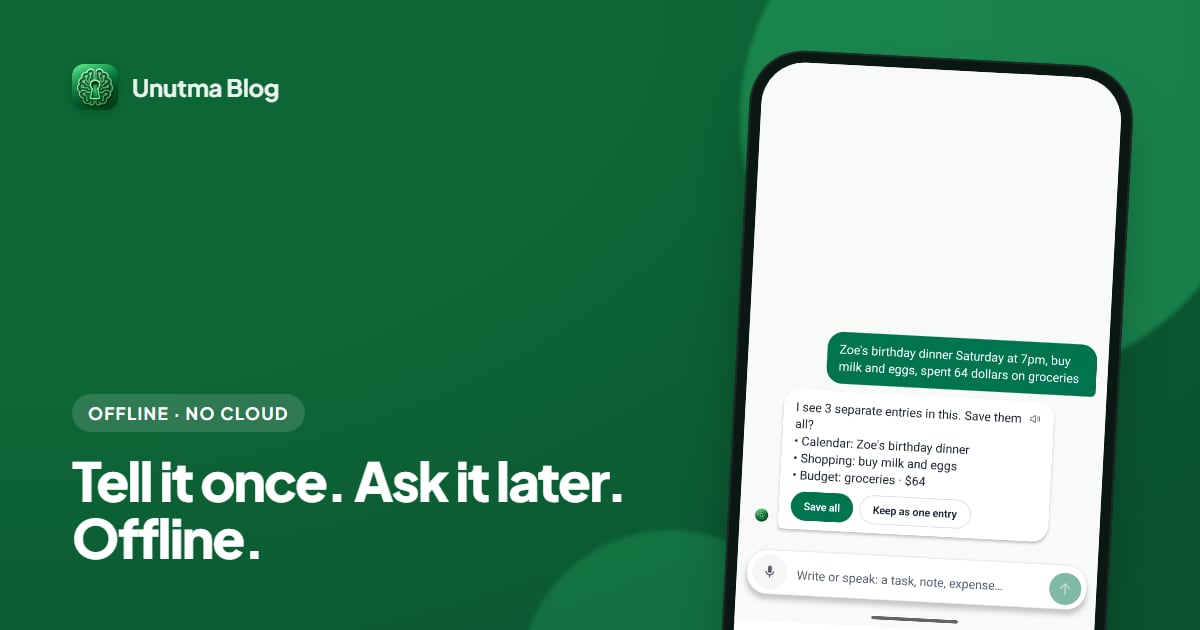 Unutma Blog
OFFLINE · NO CLOUD
Tell it once. Ask it later.
Offline.
Zoe's birthday dinner Saturday at 7pm, buy
milk and eggs, spent 64 dollars on groceries
I see 3 separate entries in this. Save them
all?
• Calendar: Zoe's birthday dinner
• Shopping: buy milk and eggs
• Budget: groceries · $64
Save all
Keep as one entry
Write or speak: a task, note, expense...